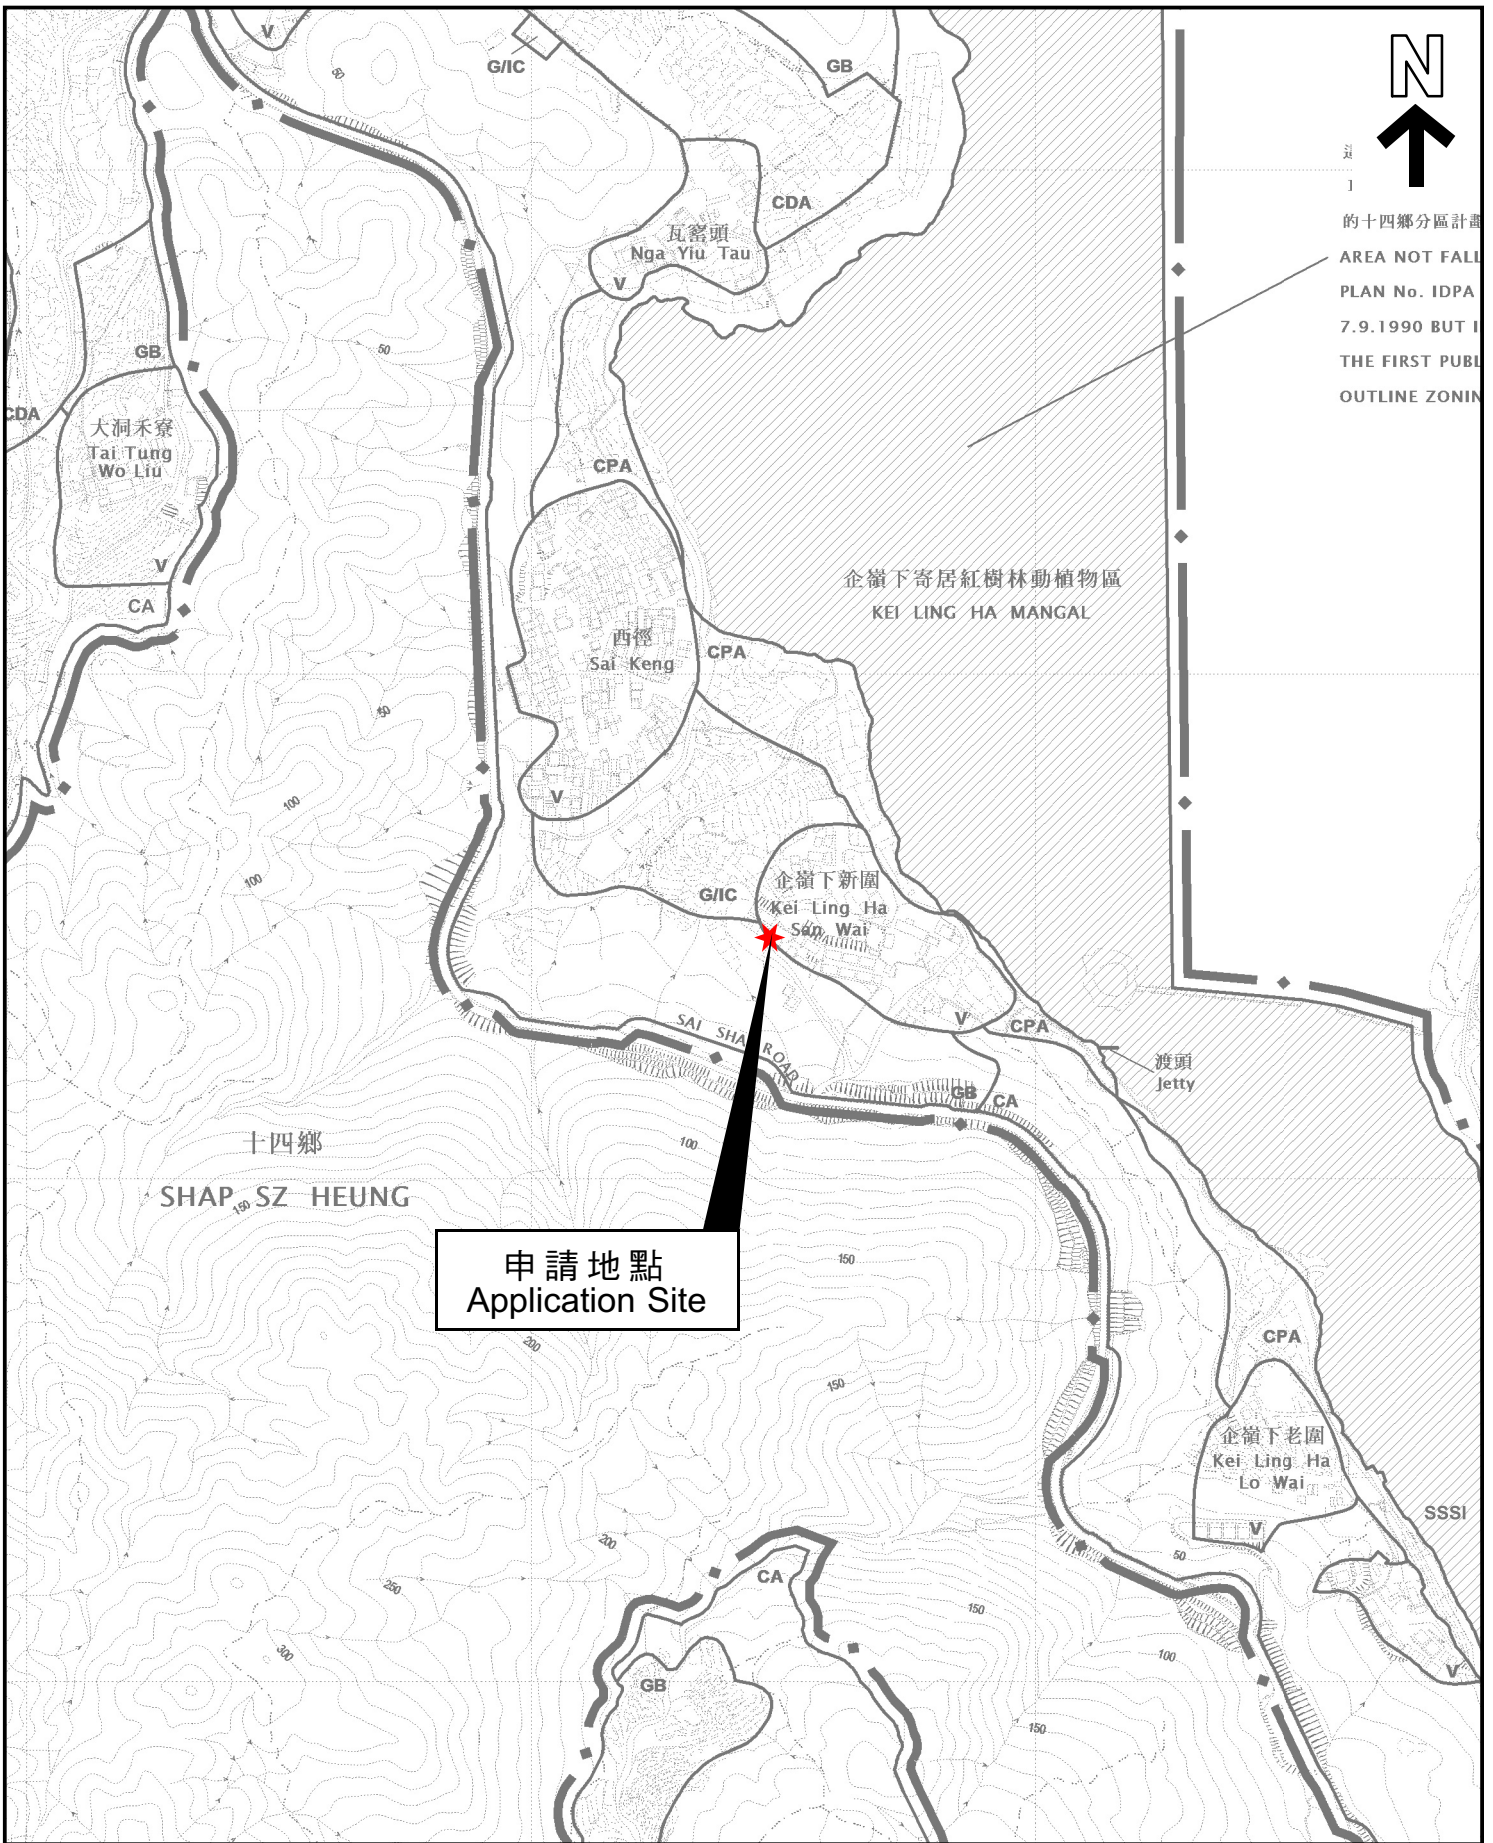 V
50
G/IC
GB
N
CDA
瓦窰頭
Nga Yiu Tau
V
的十四鄉分區計劃
AREA NOT FALL
PLAN No. IDPA
7.9.1990 BUT I
THE FIRST PUBL
OUTLINE ZONIN
GB
50
CDA
大洞禾寮
Tai Tung
Wo Liu
V
CA
CPA
企嶺下寄居紅樹林動植物區
KEI LING HA MANGAL
西徑
Sai Keng
CPA
50
V
100
100
G/IC
企嶺下新圍
Kei Ling Ha
San Wai
V
CPA
SAI SHA ROAD
渡頭
Jetty
GB
CA
十四鄉
SHAP SZ HEUNG
150
100
申請地點
Application Site
150
200
150
CPA
企嶺下老圍
Kei Ling Ha
Lo Wai
V
SSSI
50
200
CA
250
150
300
100
V
GB
150